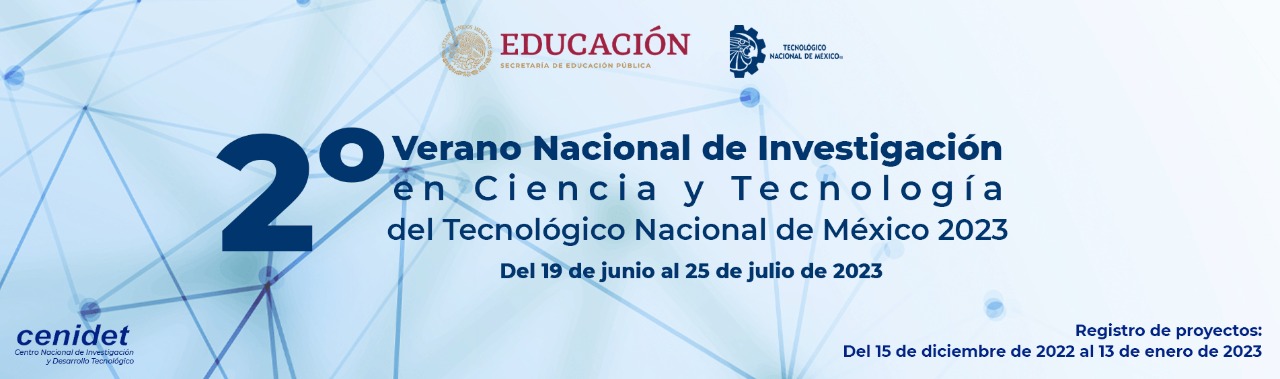 EDUCACIÓN
SECRETARÍA DE EDUCACIÓN PÚBLICA
TECNOLÓGICO
NACIONAL DE MÉXICO
2º
Verano Nacional de Investigación
en Ciencia y Tecnología
del Tecnológico Nacional de México 2023
Del 19 de junio al 25 de julio de 2023
cenidet
Centro Nacional de Investigación
y Desarrollo Tecnológico
Registro de proyectos:
Del 15 de diciembre de 2022 al 13 de enero de 2023